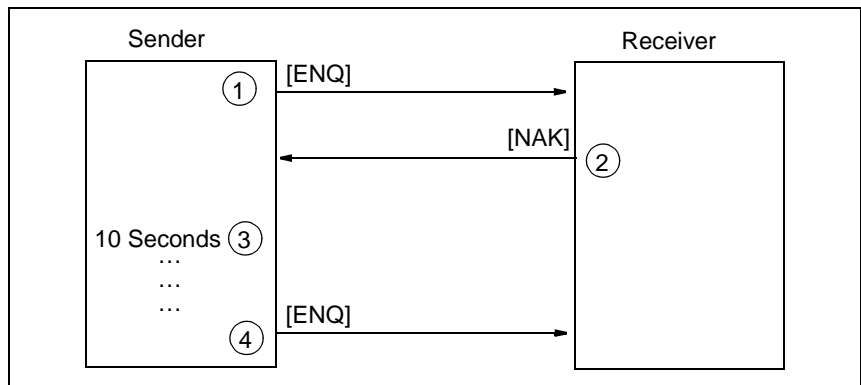 Sender
Receiver
1
[ENQ]
[NAK]
2
10 Seconds 3
…
…
…
[ENQ]
4